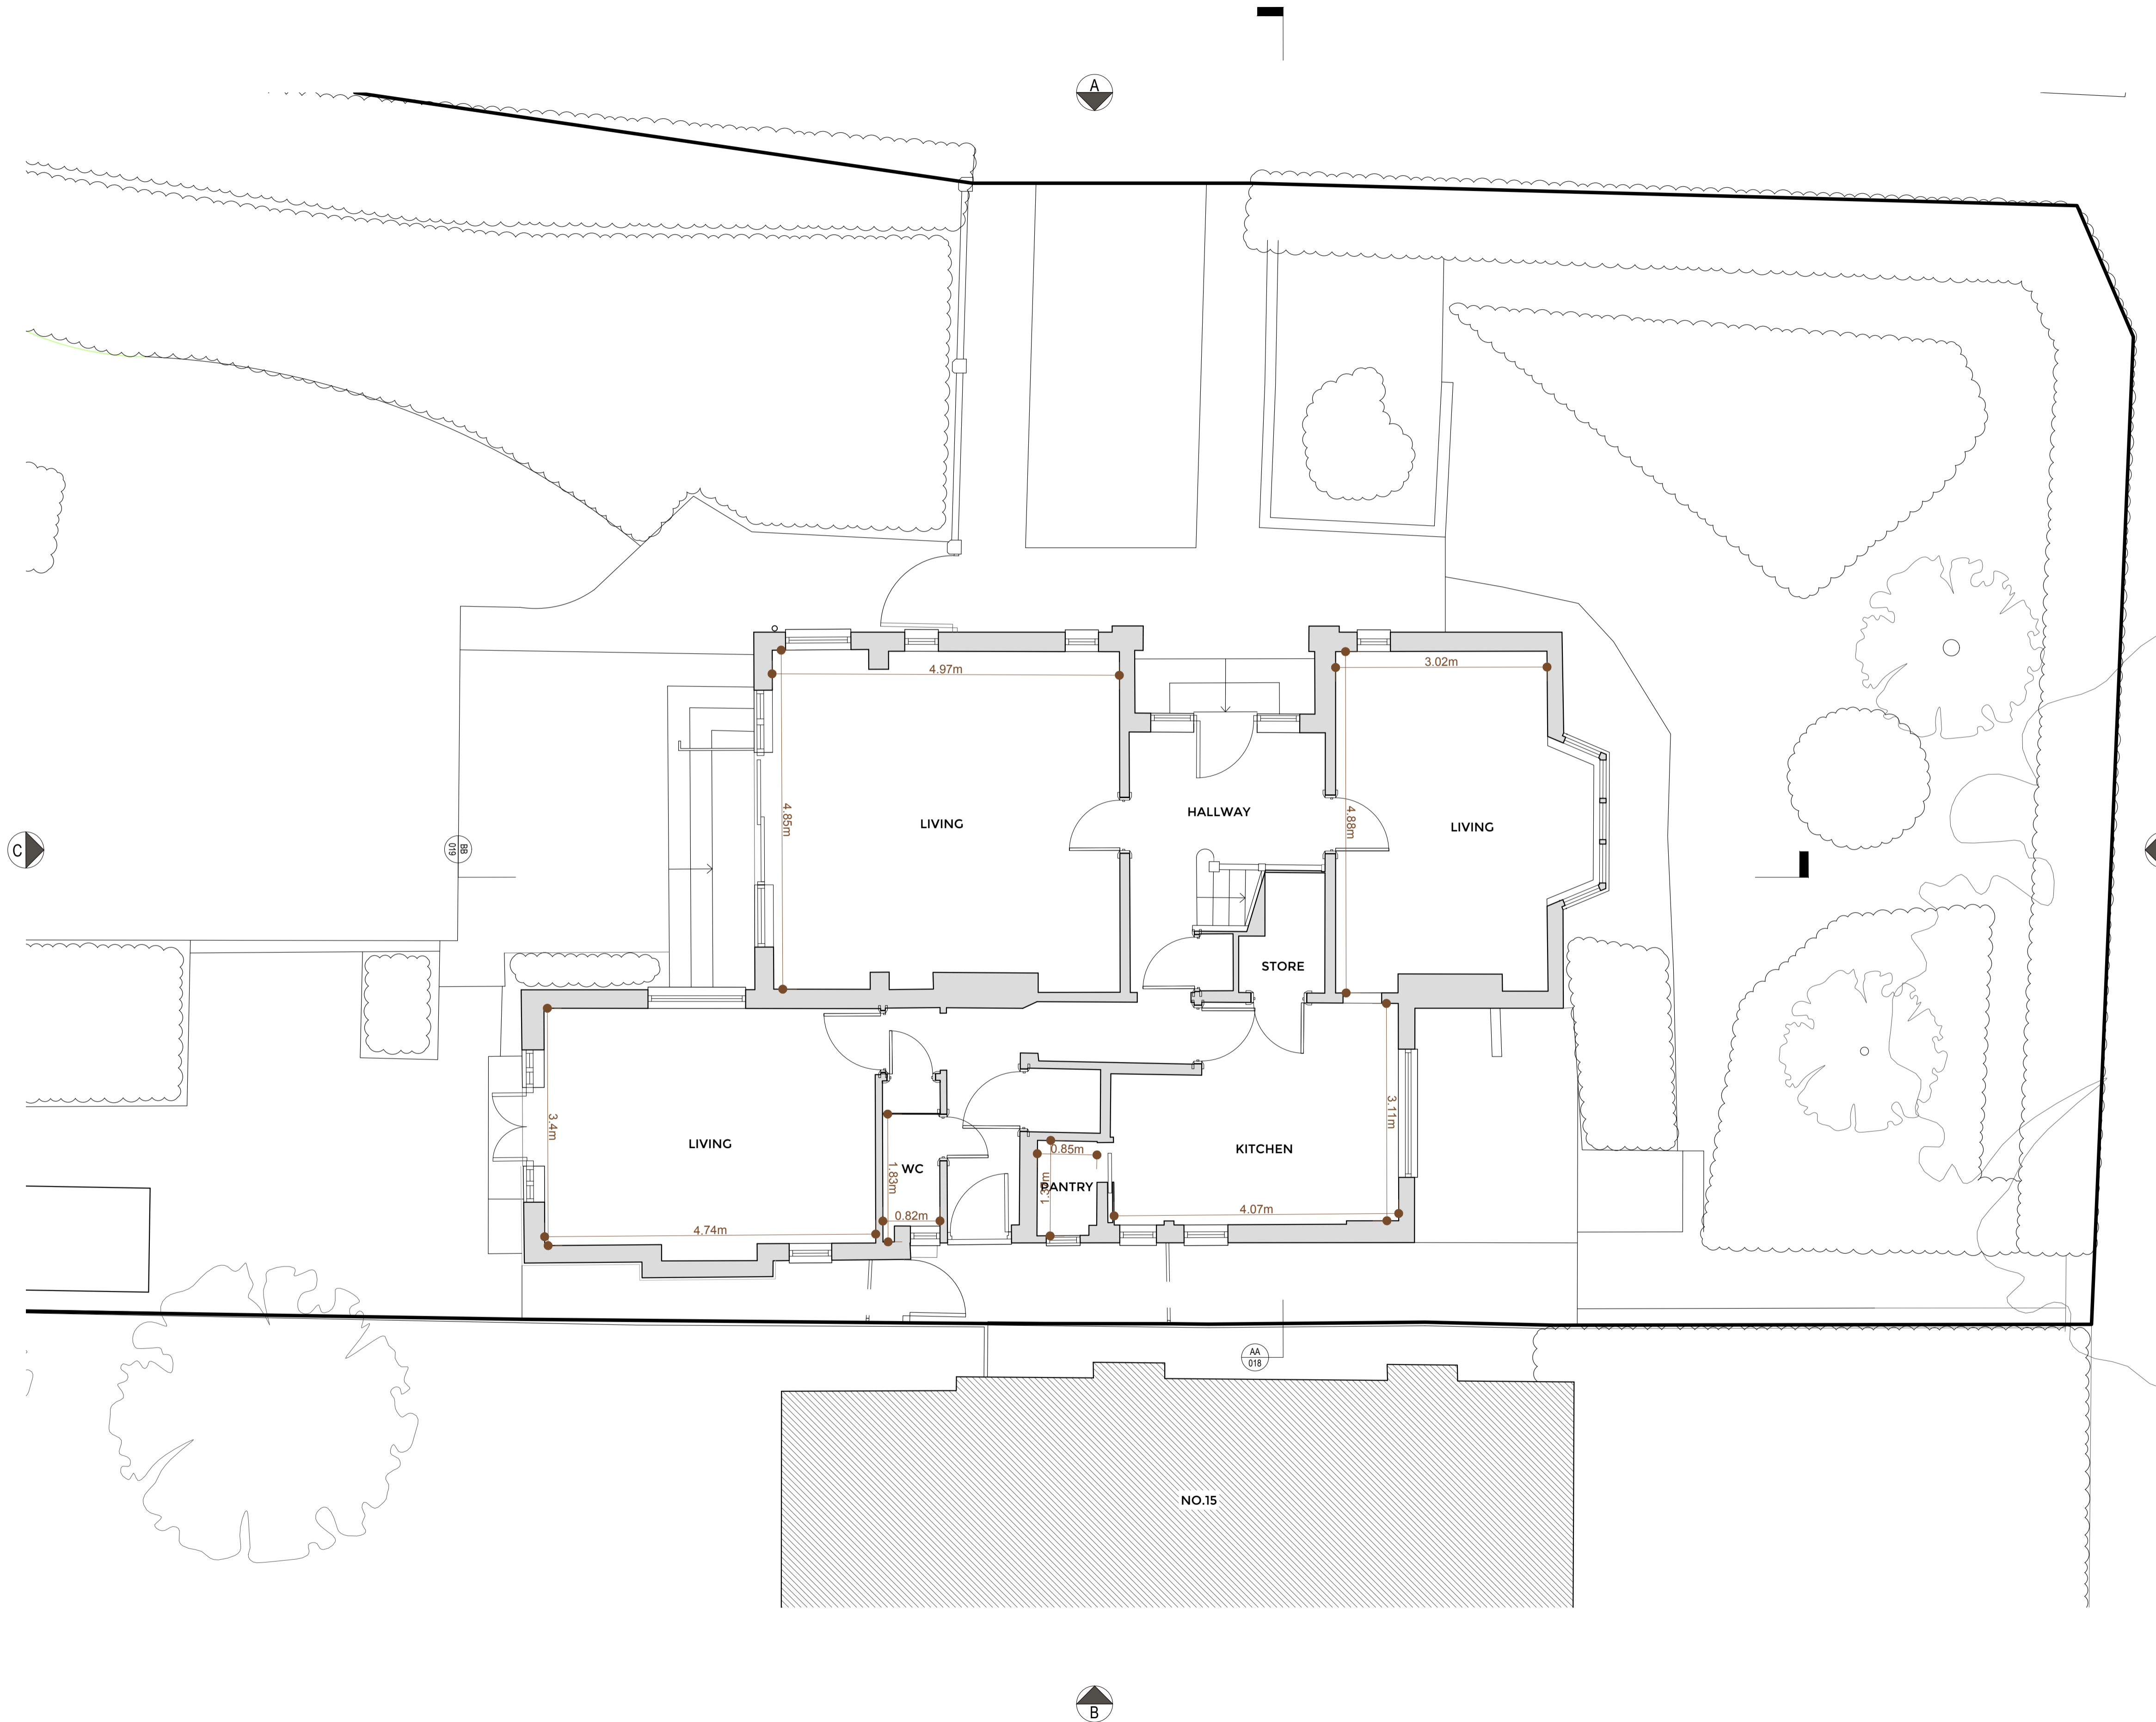 A
4.97m
3.02m
4.85m
4.88m
HALLWAY
LIVING
LIVING
C
BB
019
STORE
3.4m
3.11m
LIVING
KITCHEN
0.85m
WC
1.83m
PANTRY
4.07m
0.82m
4.74m
AA
018
NO.15
B